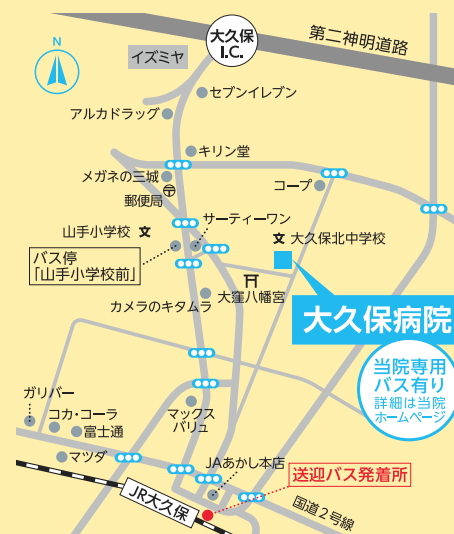 大久保
I.C.
第二神明道路
N
イズミヤ
セブンイレブン
アルカドラッグ
キリン堂
メガネの三城
郵便局
コープ
サーティーワン
山手小学校
大久保北中学校
バス停
「山手小学校前」
大窪八幡宮
カメラのキタムラ
大久保病院
当院専用
バス有り
詳細は当院
ホームページ
ガリバー
コカ・コーラ
富士通
マックス
バリュ
マツダ
JAあかし本店
送迎バス発着所
JR大久保
国道2号線